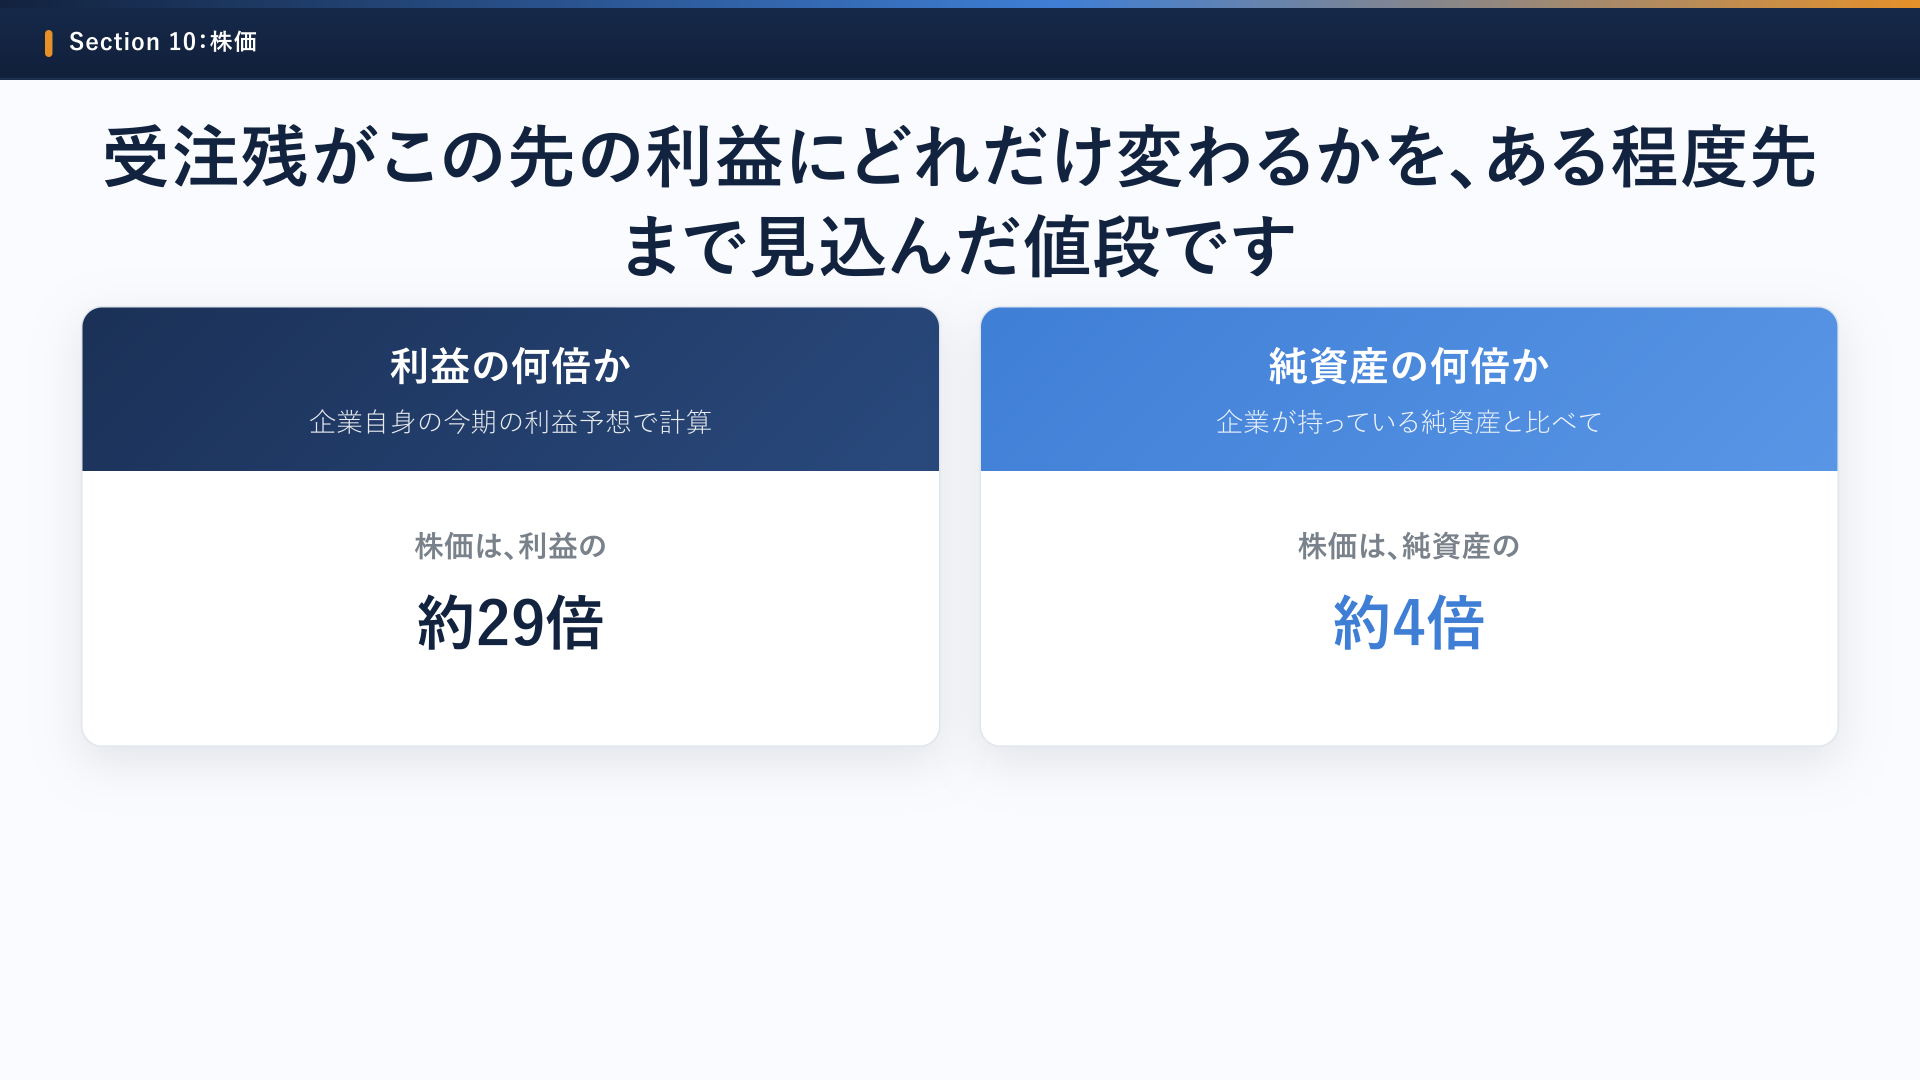 Section 10：株価
受注残がこの先の利益にどれだけ変わるかを、ある程度先
まで見込んだ値段です
利益の何倍か
企業自身の今期の利益予想で計算
株価は、利益の
約29倍
純資産の何倍か
企業が持っている純資産と比べて
株価は、純資産の
約4倍